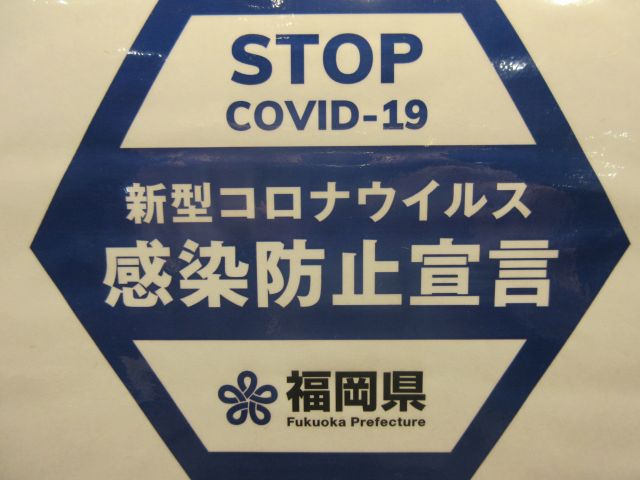 STOP
COVID-19
新型コロナウイルス
感染防止宣言
福岡県
Fukuoka Prefecture